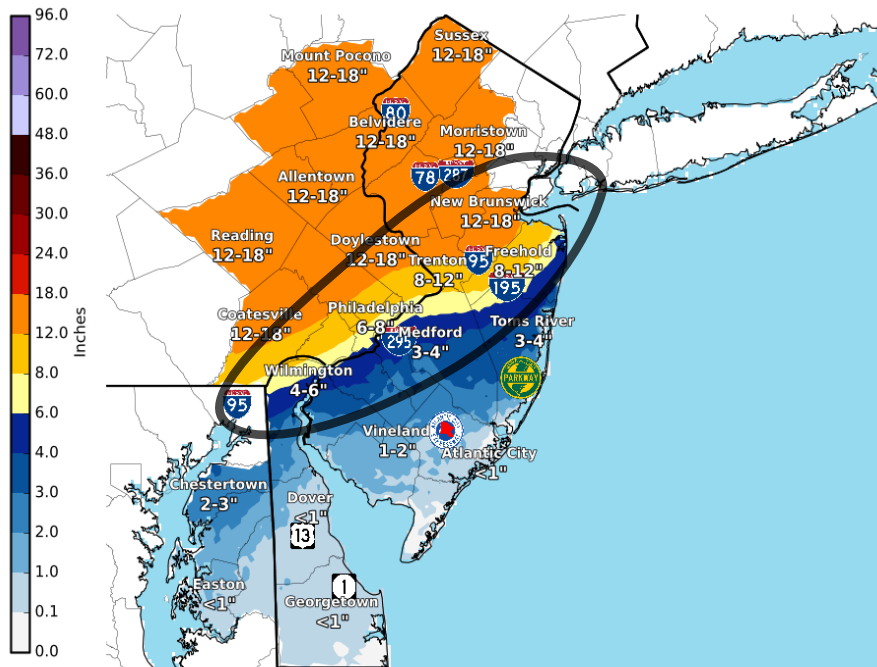 96.0
72.0
60.0
48.0
36.0
30.0
24.0
18.0
12.0
8.0
6.0
4.0
3.0
2.0
1.0
0.1
0.0
Inches
Sussex
12-18"
Mount Pocono
12-18"
80
Belvidere
12-18"
Morristown
12-18"
78
287
Allentown
12-18"
New Brunswick
12-18"
Reading
12-18"
Doylestown
12-18"
Trenton
8-12"
95
Freehold
8-12"
195
Coatesville
12-18"
Philadelphia
6-8"
295
Medford
3-4"
Toms River
3-4"
Wilmington
4-6"
PARKWAY
95
Vineland
1-2"
Atlantic City
<1"
Chestertown
2-3"
Dover
<1"
13
Easton
<1"
1
Georgetown
<1"